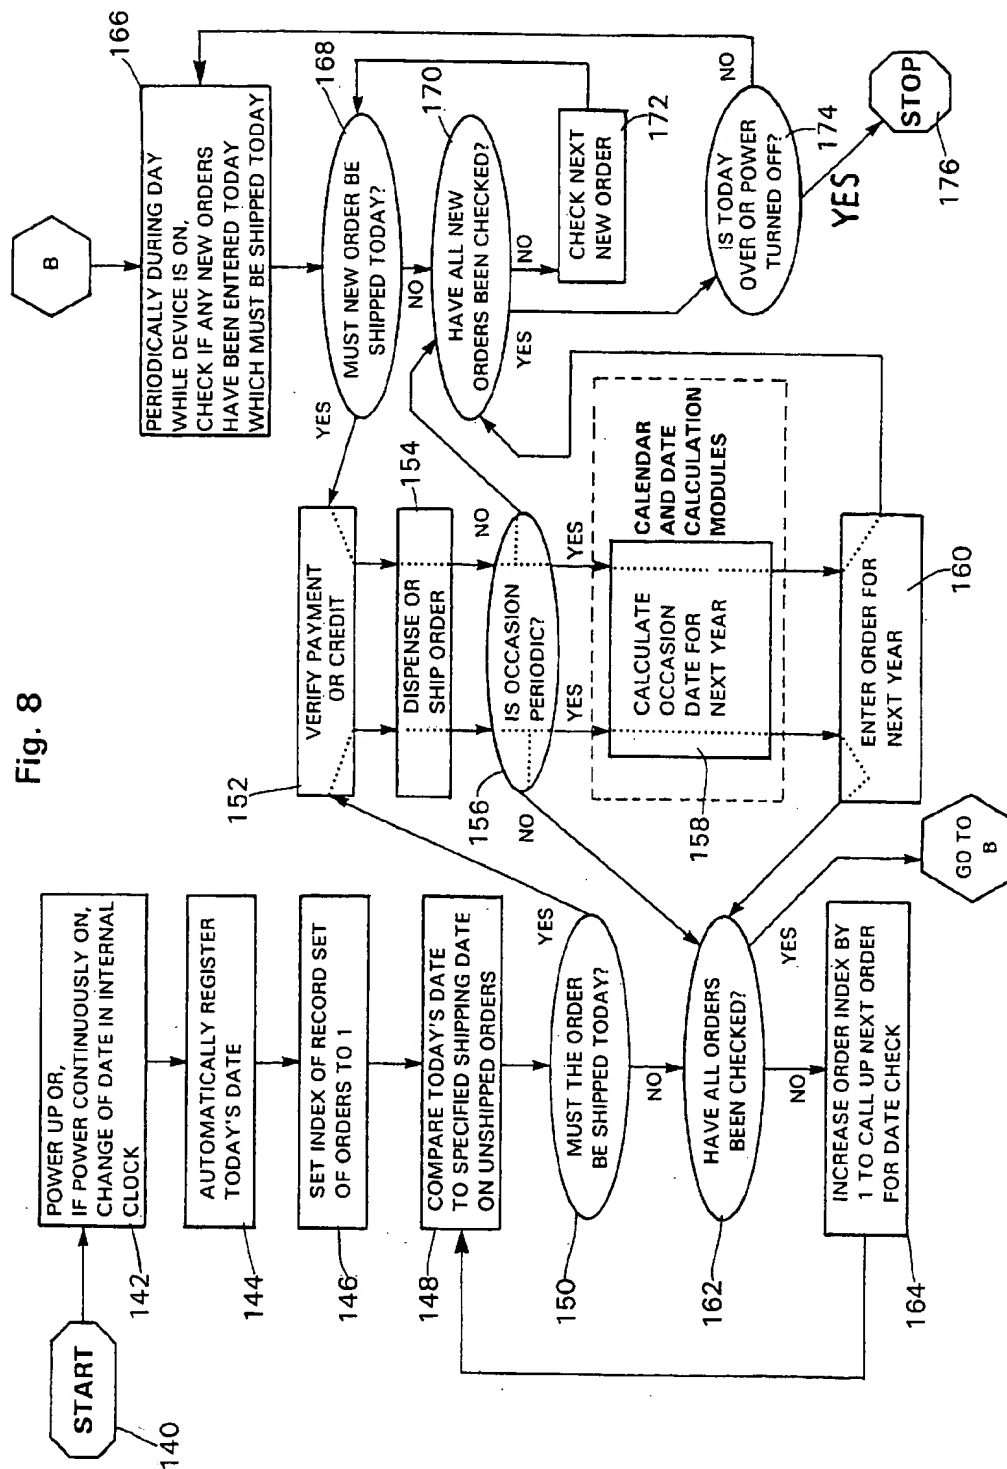 Fig. 8
START
140
POWER UP OR,
IF POWER CONTINUOUSLY ON,
CHANGE OF DATE IN INTERNAL
CLOCK
142
AUTOMATICALLY REGISTER
TODAY'S DATE
144
SET INDEX OF RECORD SET
OF ORDERS TO 1
146
COMPARE TODAY'S DATE
TO SPECIFIED SHIPPING DATE
ON UNSHIPPED ORDERS
148
MUST THE ORDER
BE SHIPPED TODAY?
150
YES
NO
HAVE ALL ORDERS
BEEN CHECKED?
162
YES
NO
INCREASE ORDER INDEX BY
1 TO CALL UP NEXT ORDER
FOR DATE CHECK
164
GO TO
B
VERIFY PAYMENT
OR CREDIT
152
DISPENSE OR
SHIP ORDER
154
IS OCCASION
PERIODIC?
156
NO
NO
YES
YES
CALCULATE
OCCASION
DATE FOR
NEXT YEAR
158
CALENDAR
AND DATE
CALCULATION
MODULES
ENTER ORDER FOR
NEXT YEAR
160
B
PERIODICALLY DURING DAY
WHILE DEVICE IS ON,
CHECK IF ANY NEW ORDERS
HAVE BEEN ENTERED TODAY
WHICH MUST BE SHIPPED TODAY
166
MUST NEW ORDER BE
SHIPPED TODAY?
168
YES
NO
HAVE ALL NEW
ORDERS BEEN CHECKED?
170
YES
NO
CHECK NEXT
NEW ORDER
172
IS TODAY
OVER OR POWER
TURNED OFF?
174
NO
YES
STOP
176